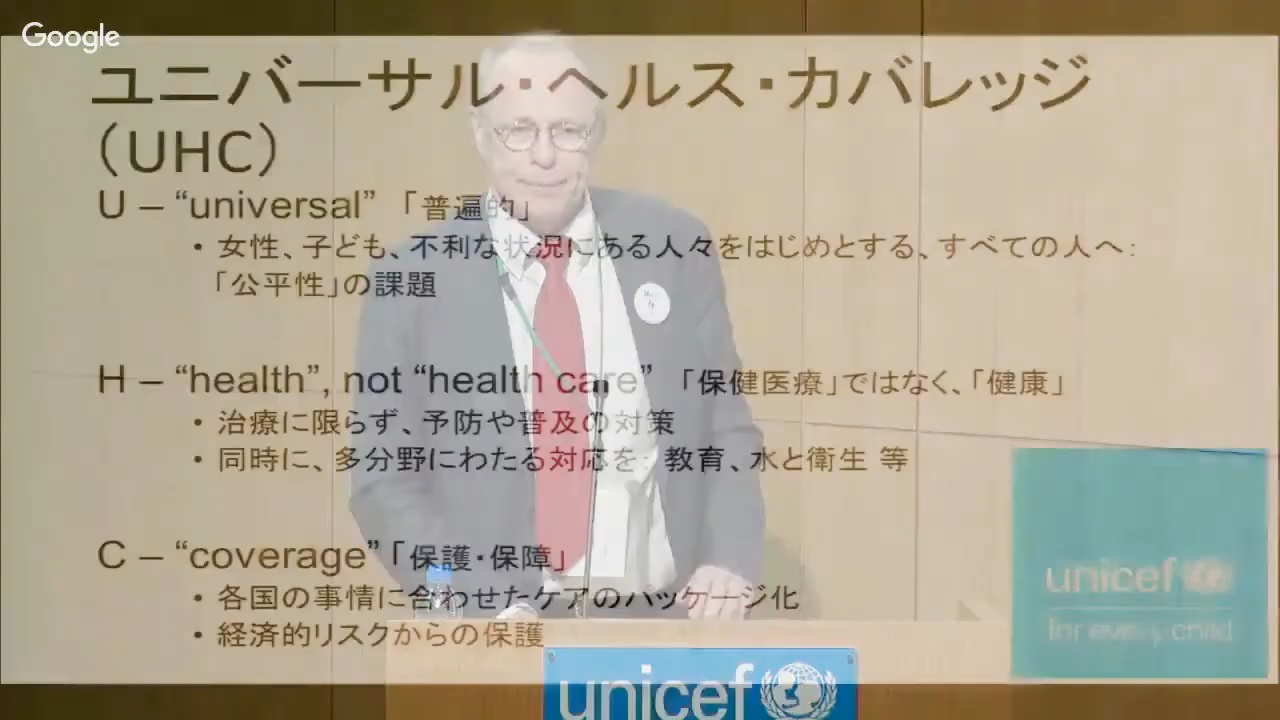 Google
ユニバーサル・ヘルス・カバレッジ
（UHC）
U – “universal” 「普遍的」
• 女性、子ども、不利な状況にある人々をはじめとする、すべての人へ：
「公平性」の課題
H – “health”, not “health care” 「保健医療」ではなく、「健康」
• 治療に限らず、予防や普及の対策
• 同時に、多分野にわたる対応を： 教育、水と衛生 等
C – “coverage” 「保護・保障」
• 各国の事情に合わせたケアのパッケージ化
• 経済的リスクからの保護
unicef
for every child
unicef